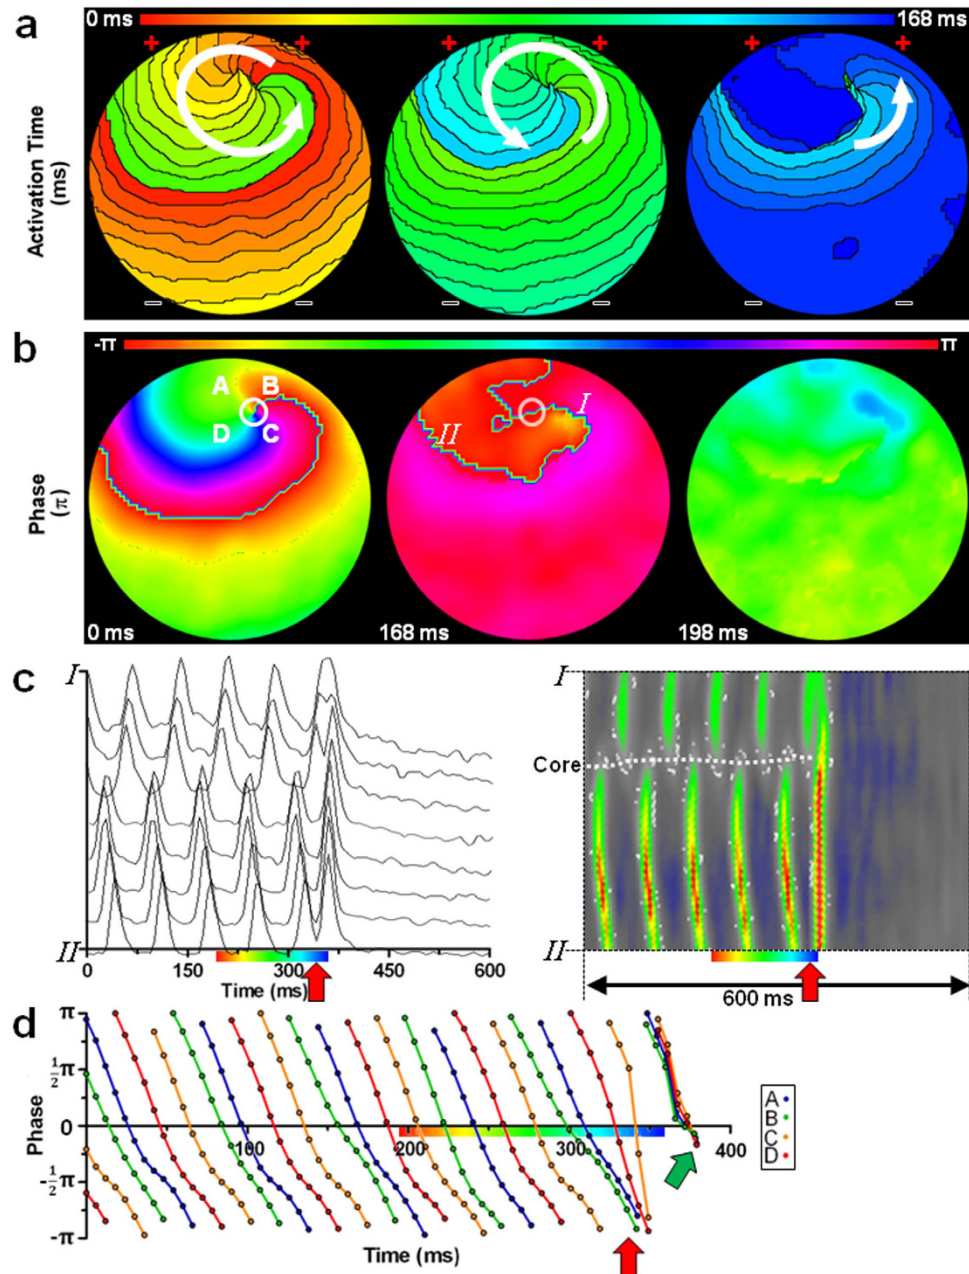 a
0 ms
168 ms
Activation Time
(ms)
+ + + + + +
b
-π
π
A B
D C
I
II
Phase
(π)
0 ms
168 ms
198 ms
c
I
II
0 150 300 450 600
Time (ms)
I
Core
II
600 ms
d
π
½π
0
-½π
-π
Phase
100 200 300 400
Time (ms)
A
B
C
D